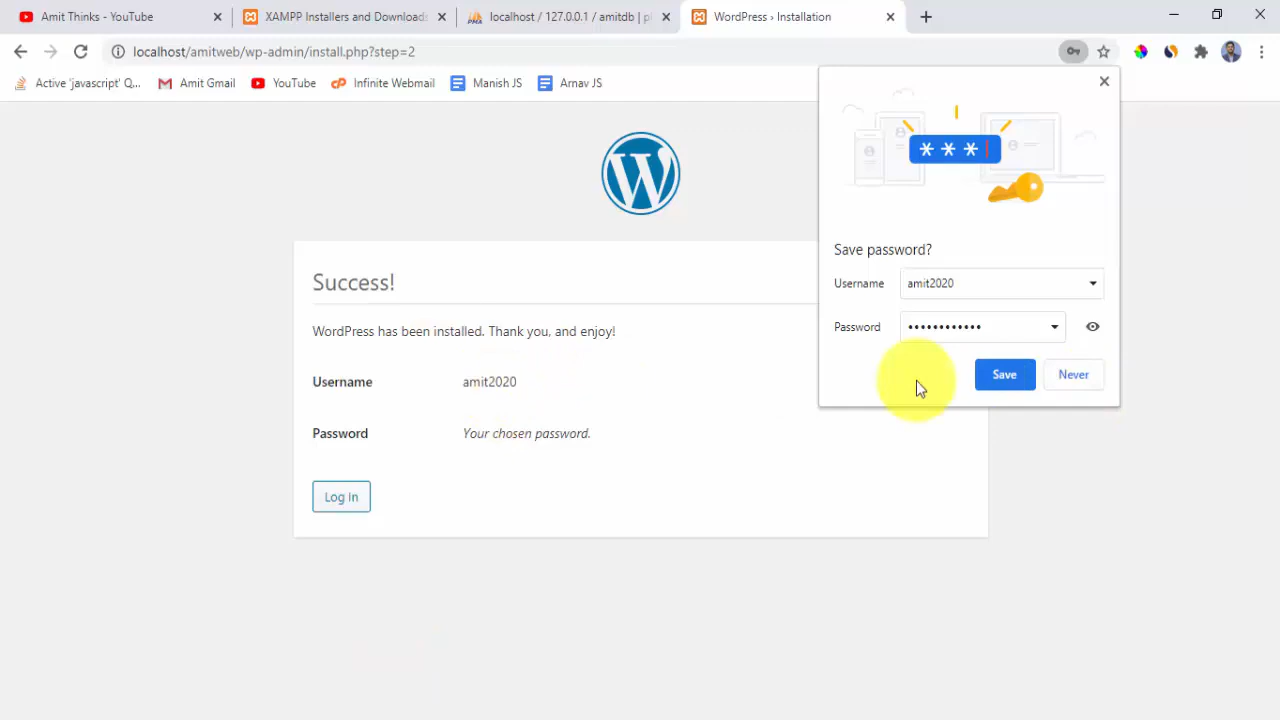 Amit Thinks - YouTube
XAMPP Installers and Downloads
localhost / 127.0.0.1 / amitdb | p
WordPress › Installation
localhost/amitweb/wp-admin/install.php?step=2
Active 'javascript' Q...
Amit Gmail
YouTube
Infinite Webmail
Manish JS
Arnav JS
* * *
Save password?
Username
amit2020
Password
••••••••••••
Save
Never
Success!
WordPress has been installed. Thank you, and enjoy!
Username amit2020
Password Your chosen password.
Log In